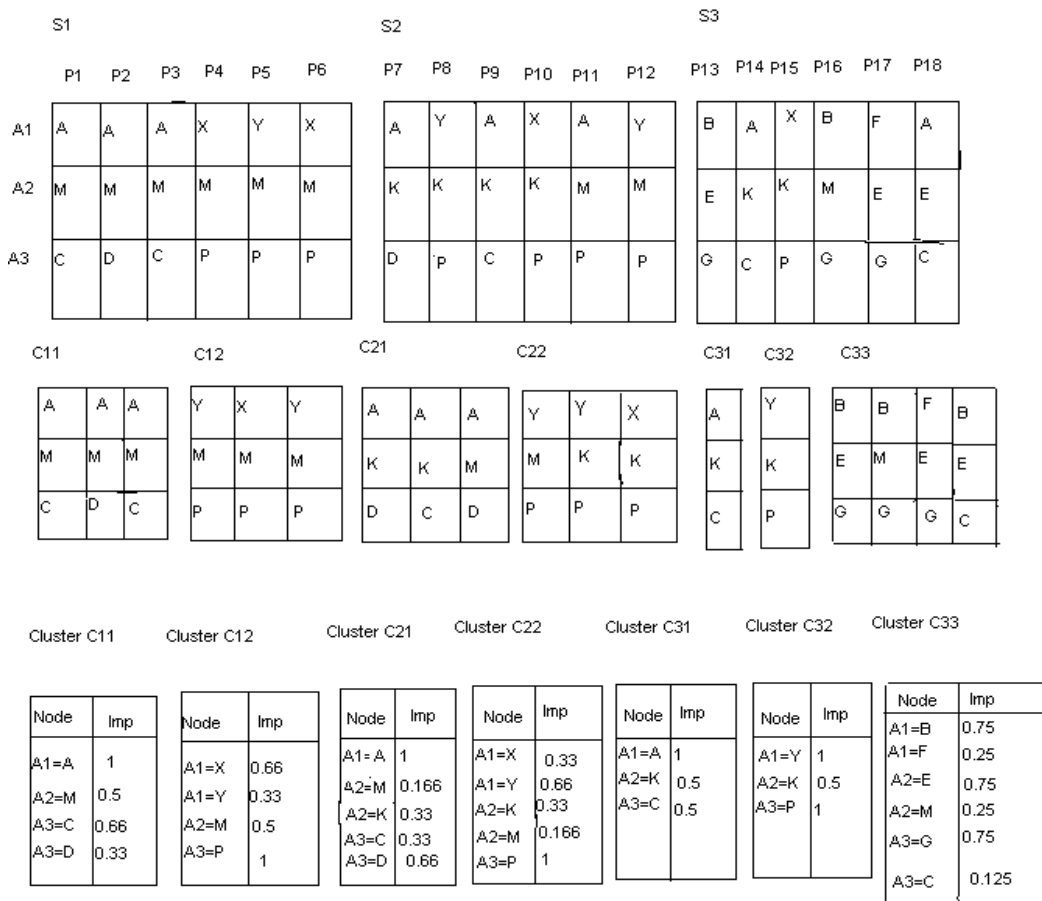 S1 S2 S3
P1 P2 P3 P4 P5 P6 P7 P8 P9 P10 P11 P12 P13 P14 P15 P16 P17 P18
A1 A A A X Y X A Y A X A Y B A X B F A
A2 M M M M M M K K K K M M E K K M E E
A3 C D C P P P D P C P P P G C P G G C
C11 C12 C21 C22 C31 C32 C33
A A A Y X Y A A A Y Y X A Y B B F B
M M M M M M K K M M K K K K E M E E
C D C P P P D C D P P P C P G G G C
Cluster C11 Cluster C12 Cluster C21 Cluster C22 Cluster C31 Cluster C32 Cluster C33
Node Imp
A1=A 1
A2=M 0.5
A3=C 0.66
A3=D 0.33
Node Imp
A1=X 0.66
A1=Y 0.33
A2=M 0.5
A3=P 1
Node Imp
A1=A 1
A2=M 0.166
A2=K 0.33
A3=C 0.33
A3=D 0.66
Node Imp
A1=X 0.33
A1=Y 0.66
A2=K 0.33
A2=M 0.166
A3=P 1
Node Imp
A1=A 1
A2=K 0.5
A3=C 0.5
Node Imp
A1=Y 1
A2=K 0.5
A3=P 1
Node Imp
A1=B 0.75
A1=F 0.25
A2=E 0.75
A2=M 0.25
A3=G 0.75
A3=C 0.125